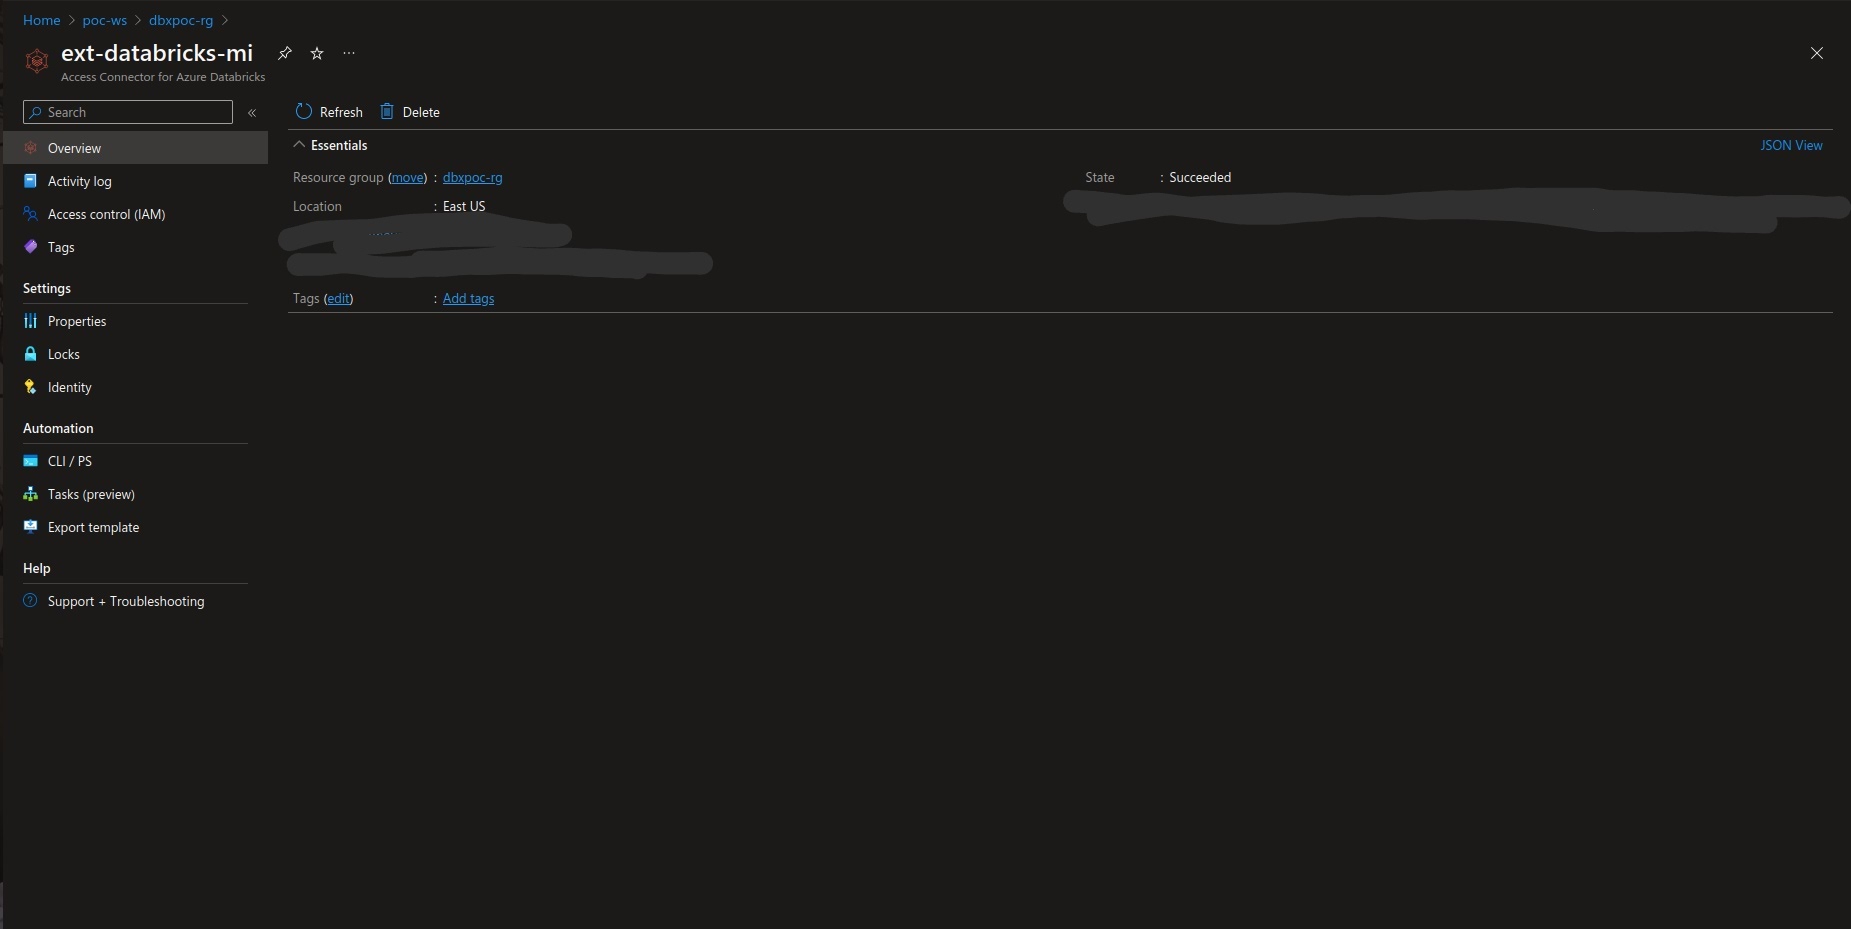 Home > poc-ws > dbxpoc-rg >
ext-databricks-mi
Access Connector for Azure Databricks
Search
«
Refresh
Delete
Overview
Activity log
Access control (IAM)
Tags
Settings
Properties
Locks
Identity
Automation
CLI / PS
Tasks (preview)
Export template
Help
Support + Troubleshooting
Essentials
JSON View
Resource group (move) : dbxpoc-rg
Location : East US
Tags (edit) : Add tags
State : Succeeded